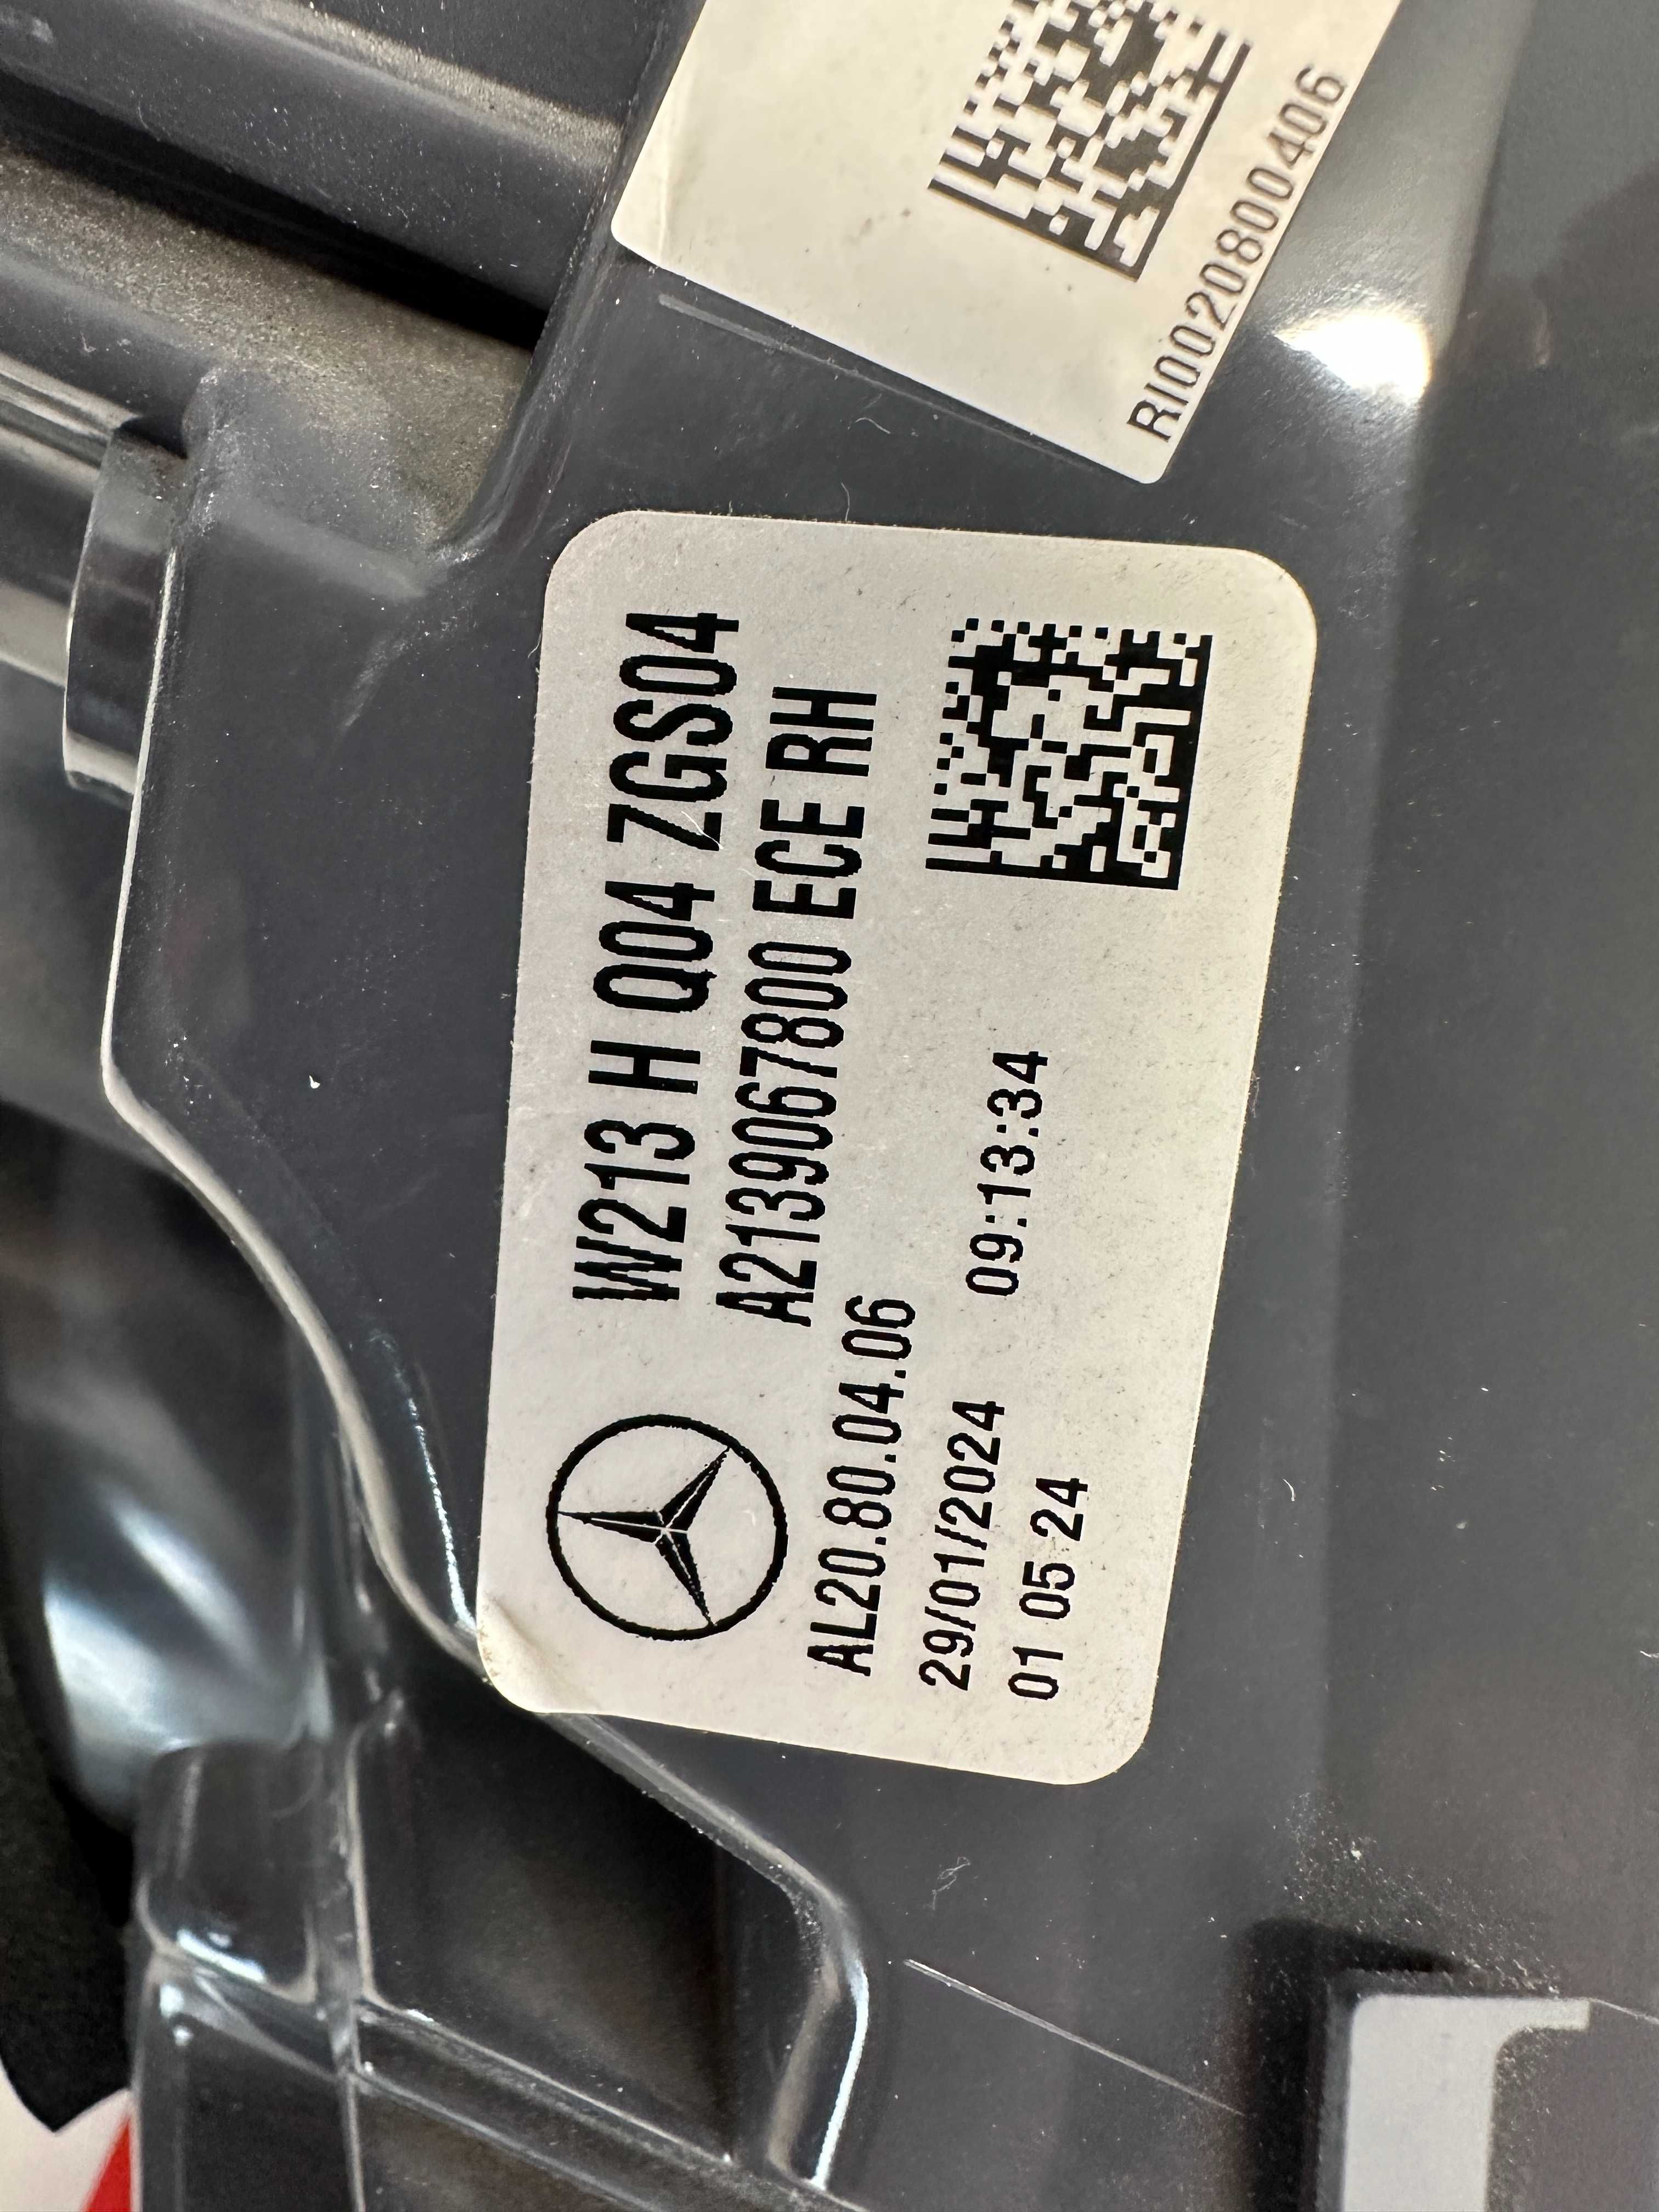 RI0020800406
W213 H Q04 ZGS04
A2139067800 ECE RH
AL20.80.04.06
29/01/2024 09:13:34
01 05 24